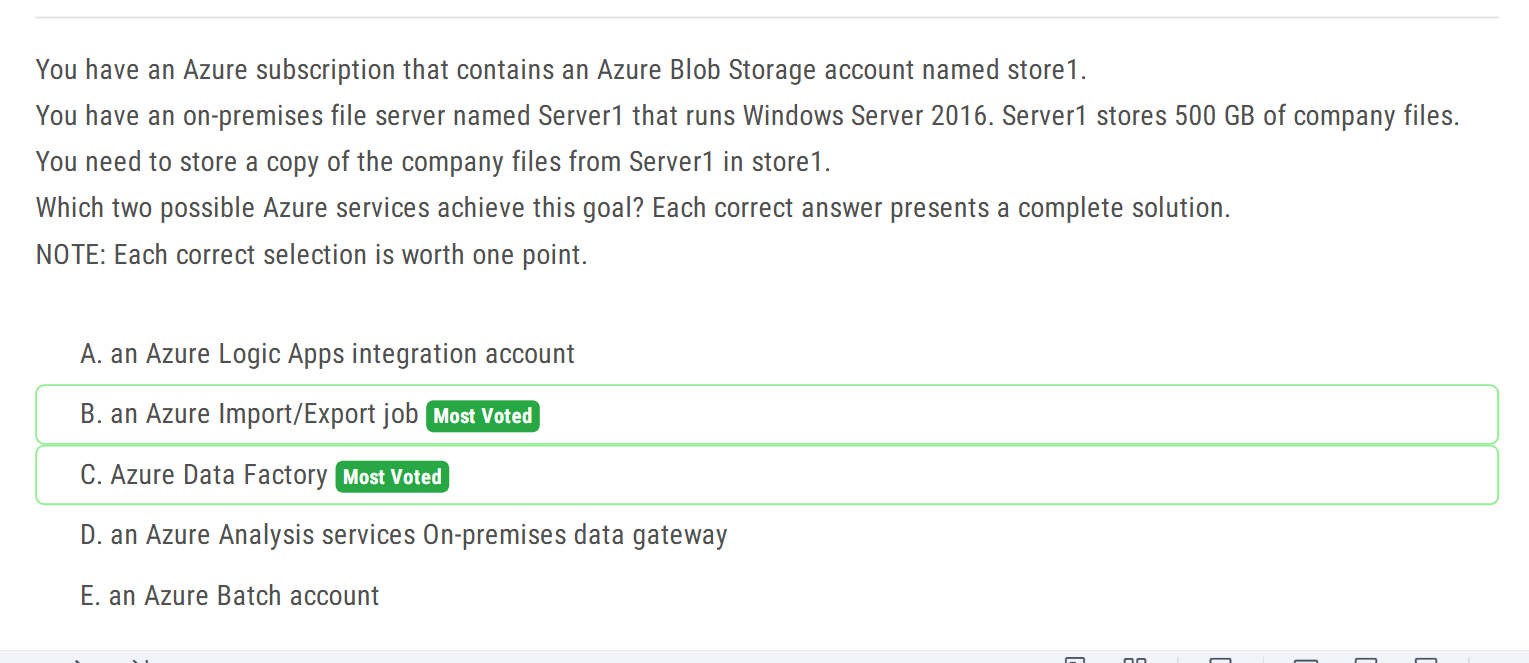 You have an Azure subscription that contains an Azure Blob Storage account named store1.
You have an on-premises file server named Server1 that runs Windows Server 2016. Server1 stores 500 GB of company files.
You need to store a copy of the company files from Server1 in store1.
Which two possible Azure services achieve this goal? Each correct answer presents a complete solution.
NOTE: Each correct selection is worth one point.
A. an Azure Logic Apps integration account
B. an Azure Import/Export job Most Voted
C. Azure Data Factory Most Voted
D. an Azure Analysis services On-premises data gateway
E. an Azure Batch account